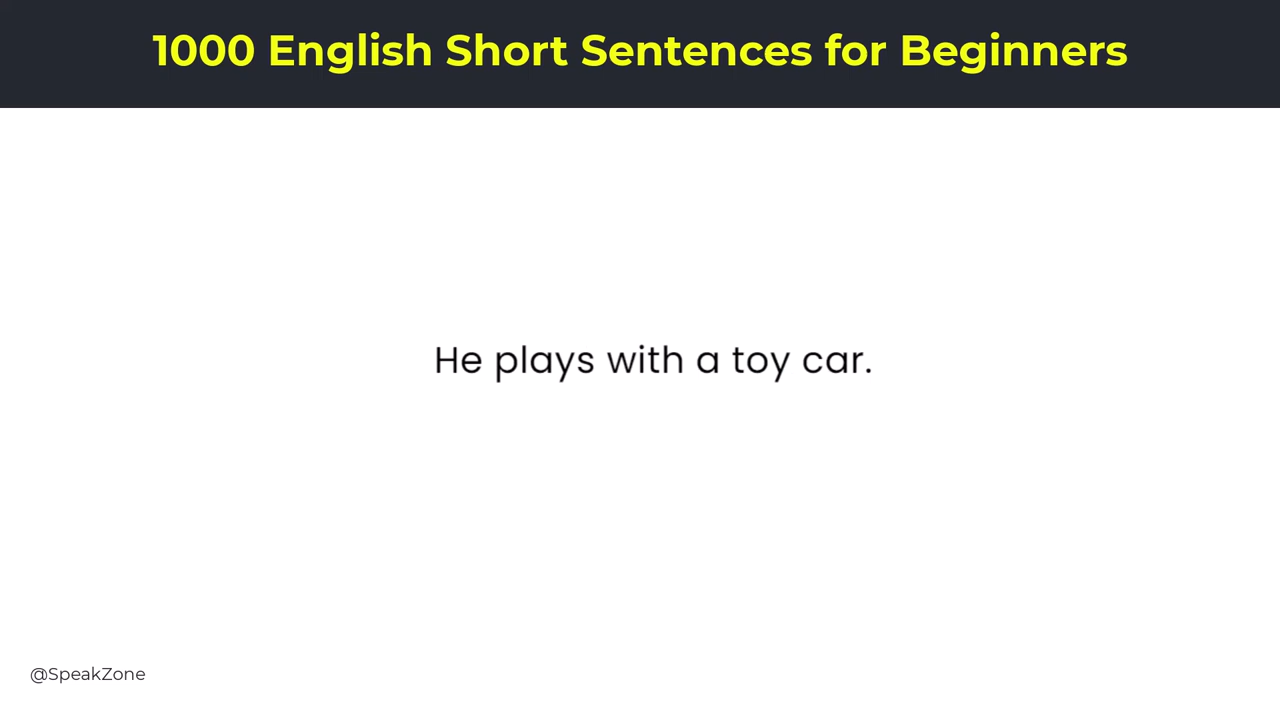 1000 English Short Sentences for Beginners
He plays with a toy car.
@SpeakZone